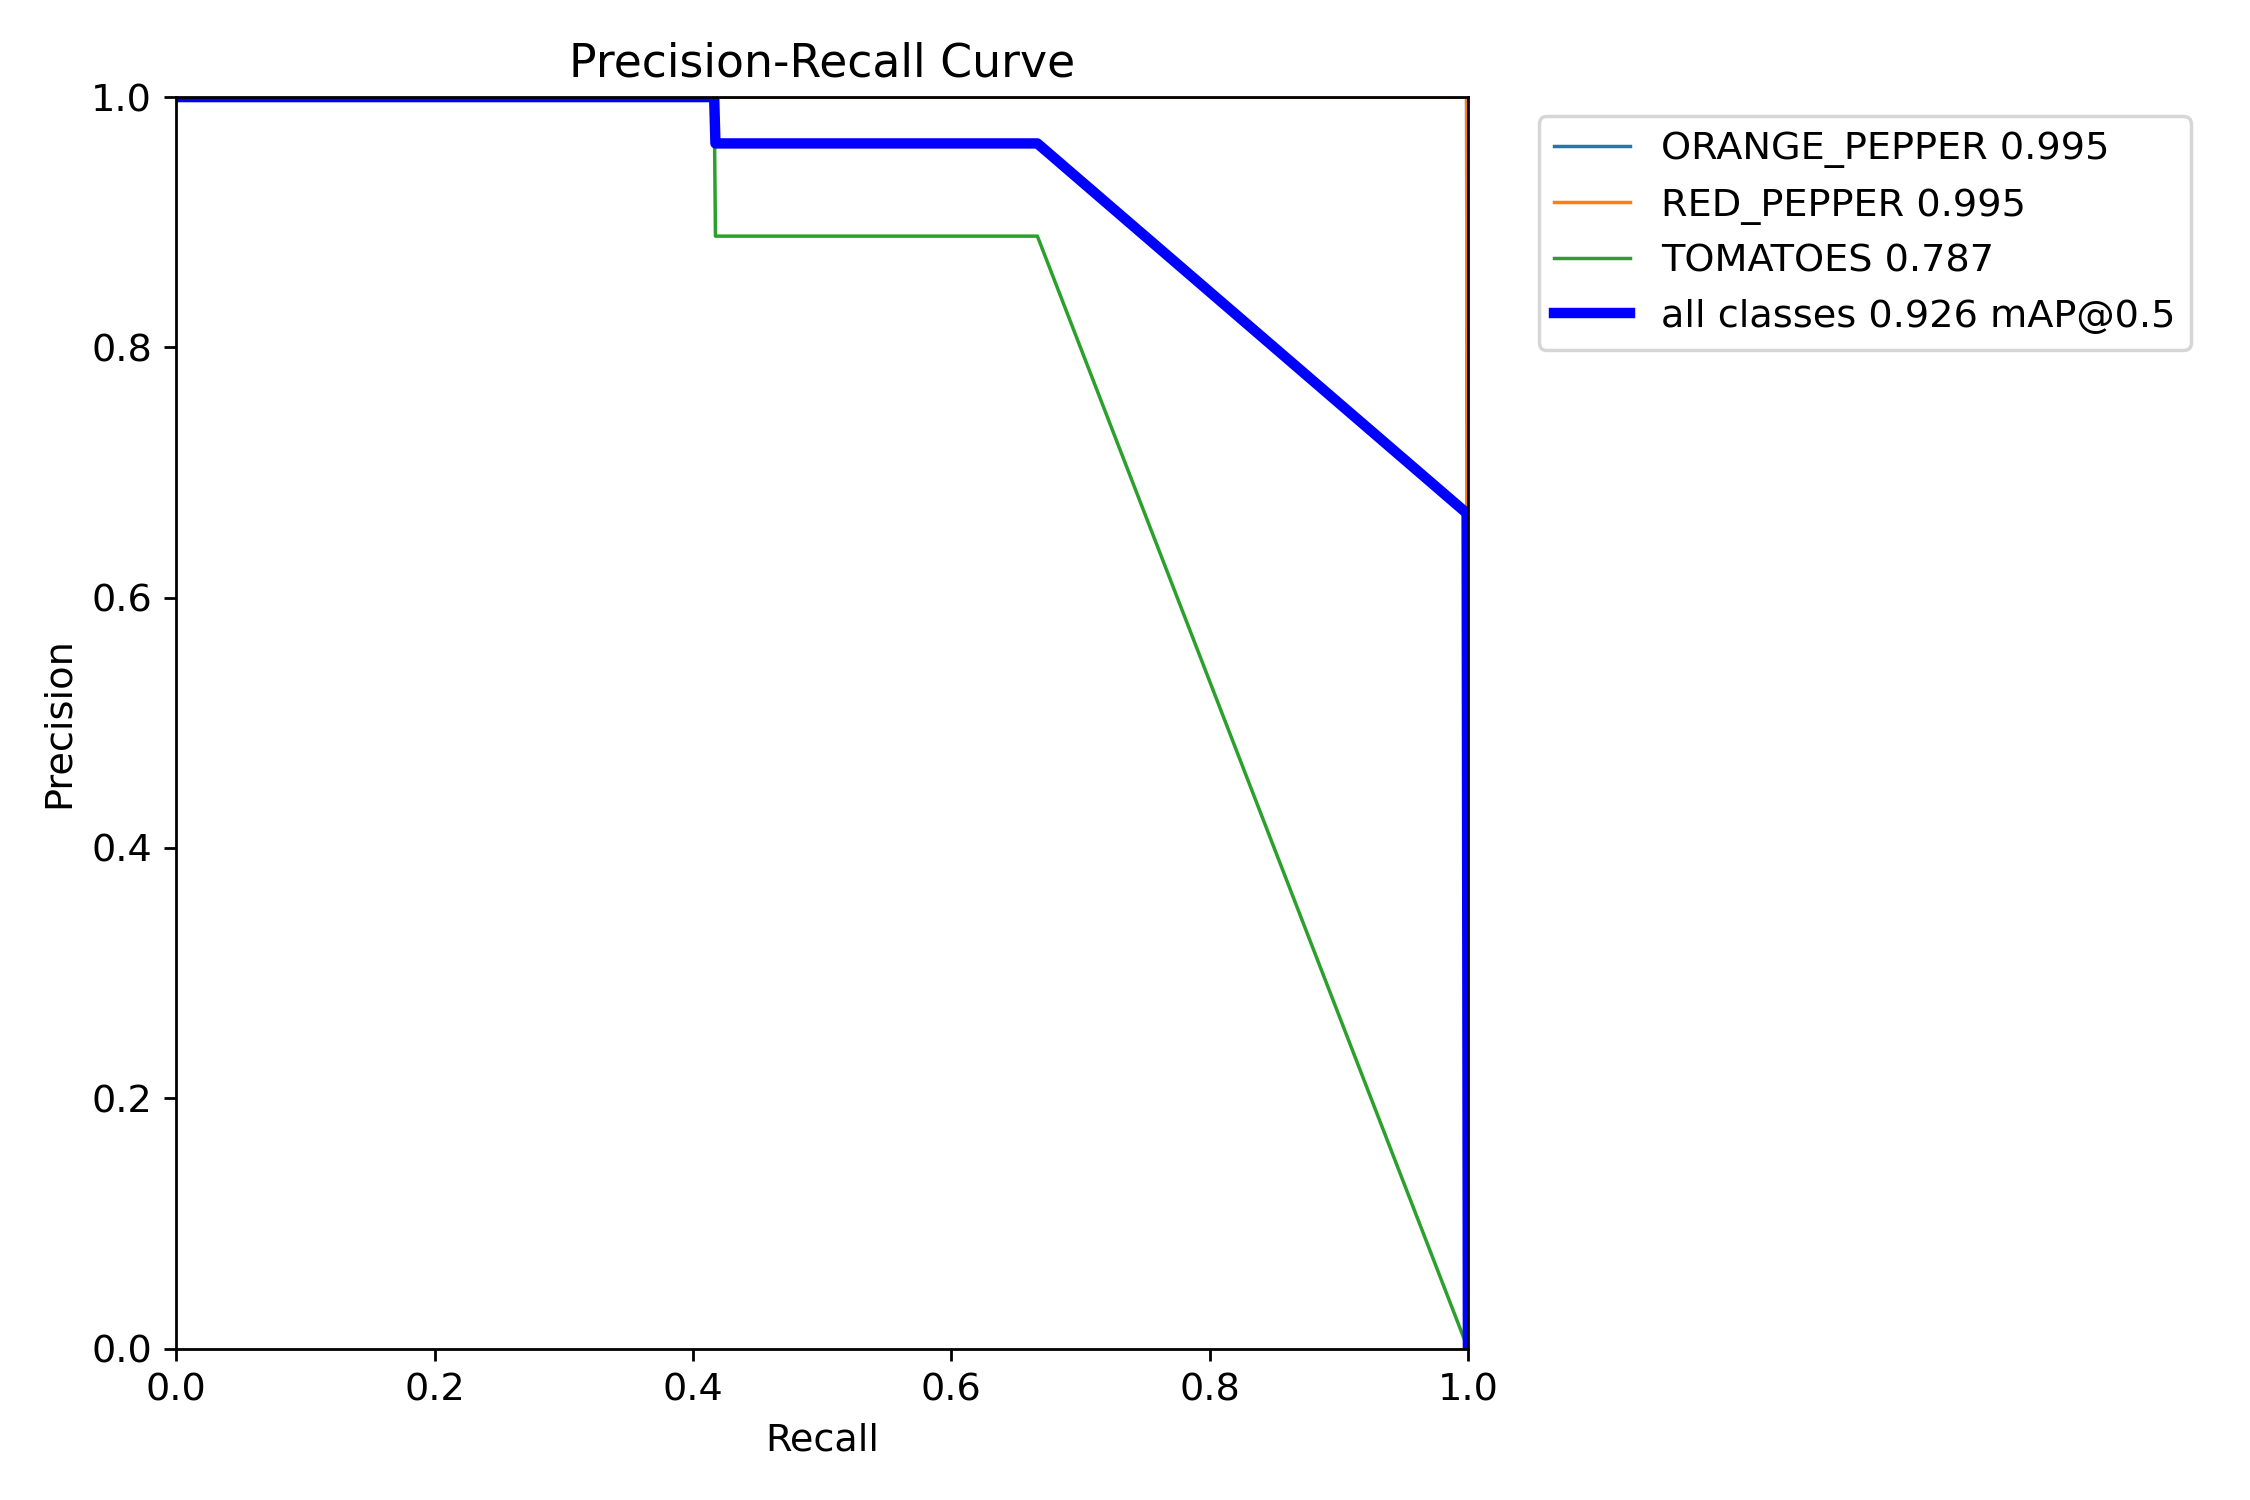 Precision-Recall Curve
1.0
0.8
0.6
0.4
0.2
0.0
Precision
0.0 0.2 0.4 0.6 0.8 1.0
Recall
ORANGE_PEPPER 0.995
RED_PEPPER 0.995
TOMATOES 0.787
all classes 0.926 mAP@0.5